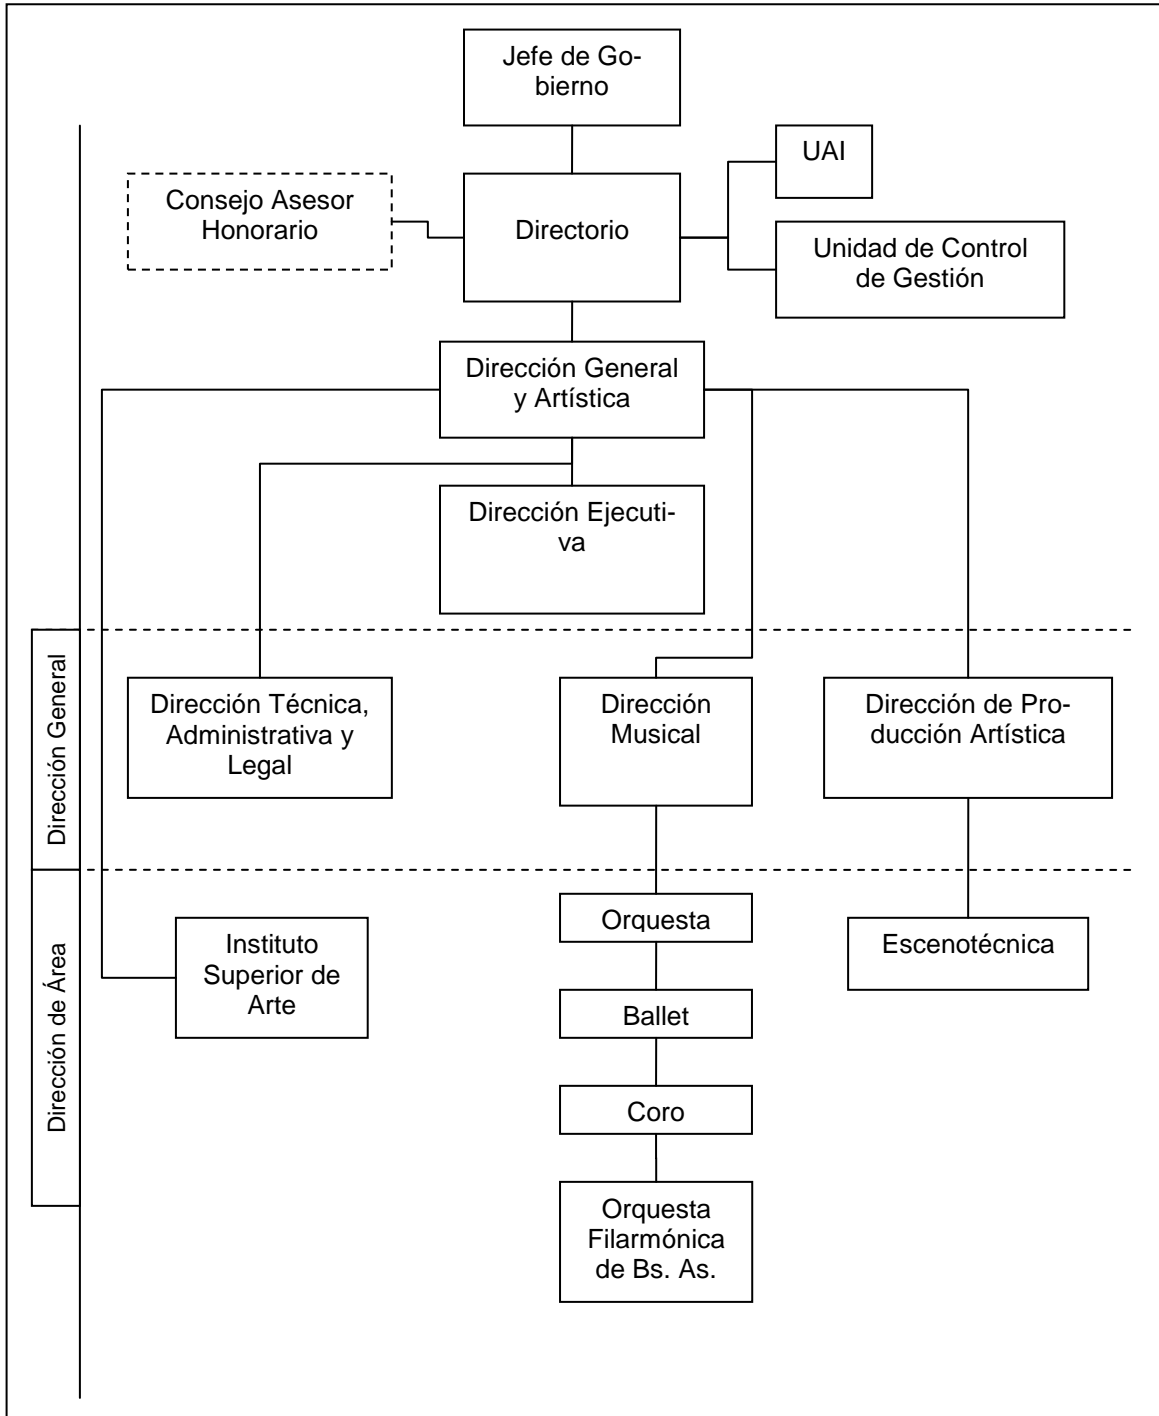 Jefe de Go-
bierno
UAI
Consejo Asesor
Honorario
Directorio
Unidad de Control
de Gestión
Dirección General
y Artística
Dirección Ejecuti-
va
Dirección General
Dirección Técnica,
Administrativa y
Legal
Dirección
Musical
Dirección de Pro-
ducción Artística
Dirección de Área
Instituto
Superior de
Arte
Orquesta
Escenotécnica
Ballet
Coro
Orquesta
Filarmónica
de Bs. As.